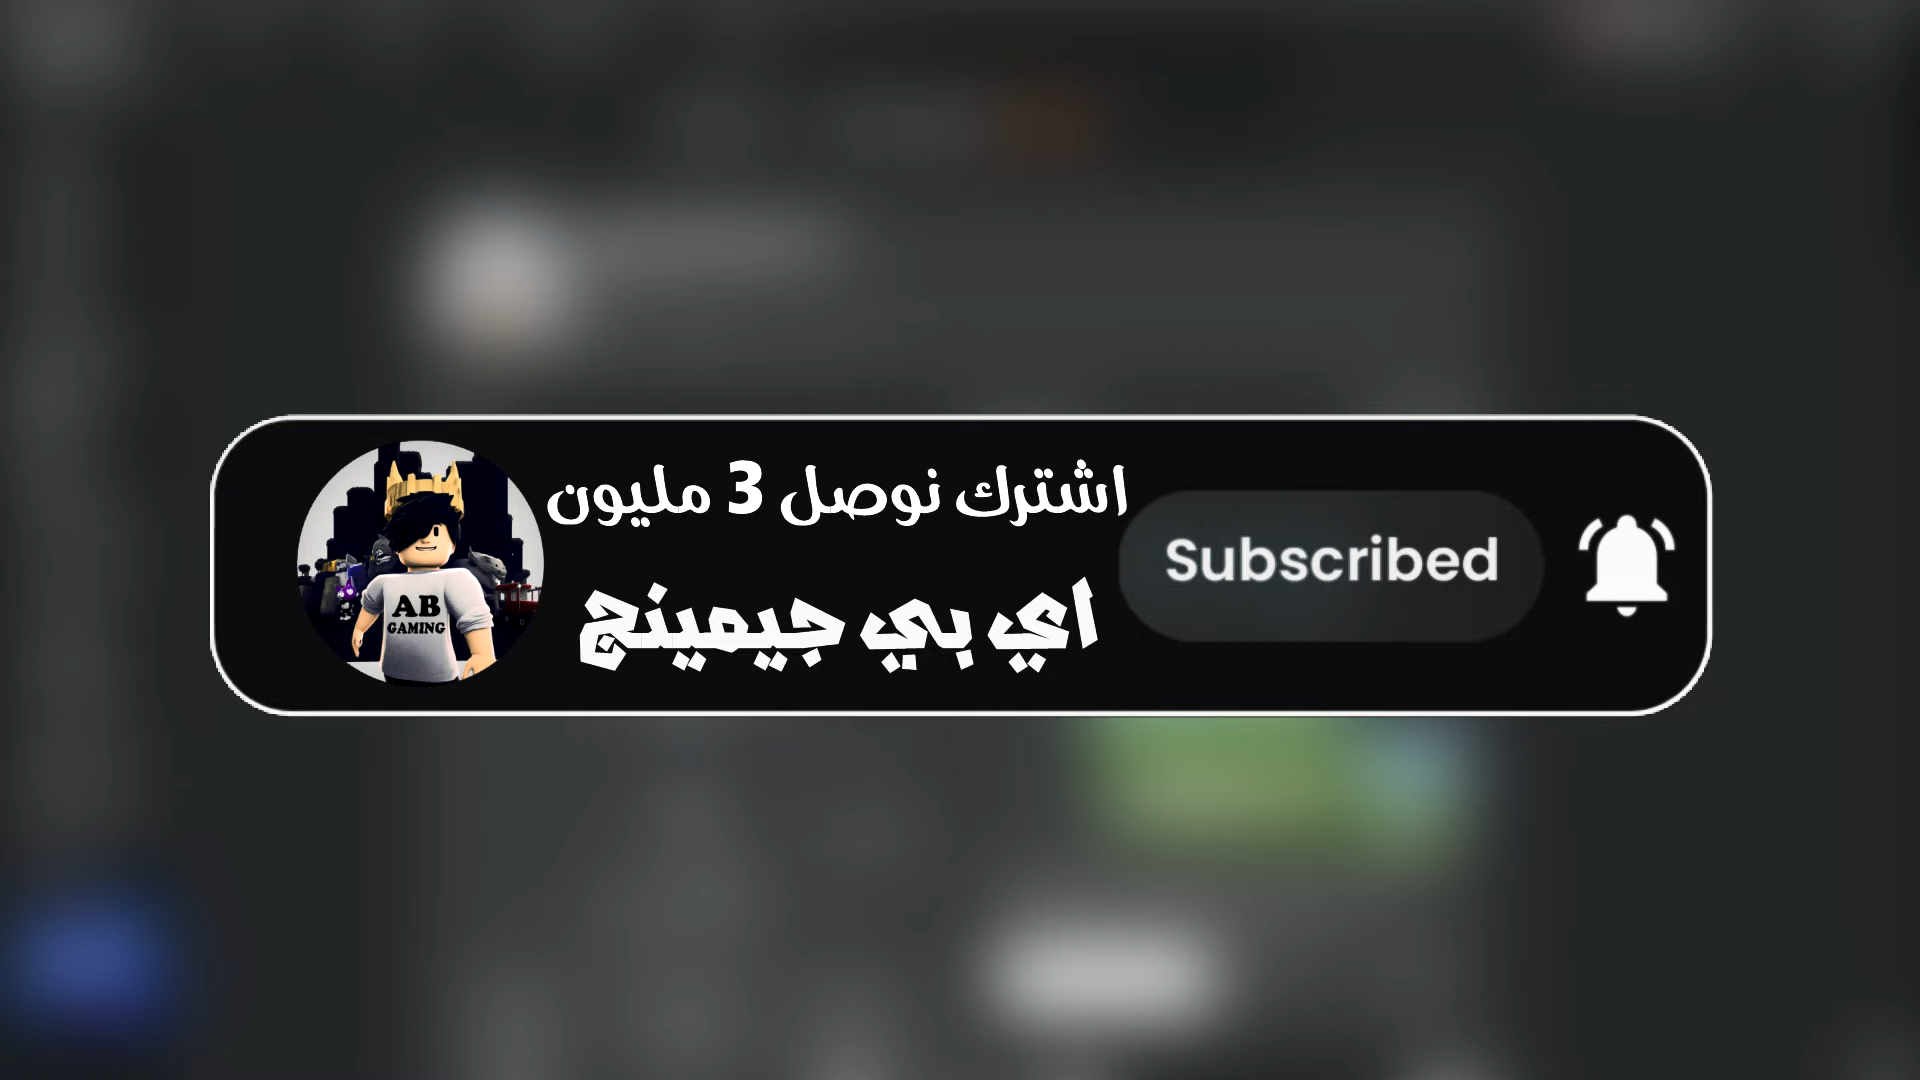 اشترك نوصل 3 مليون
اي بي جيمينج
Subscribed
AB
GAMING